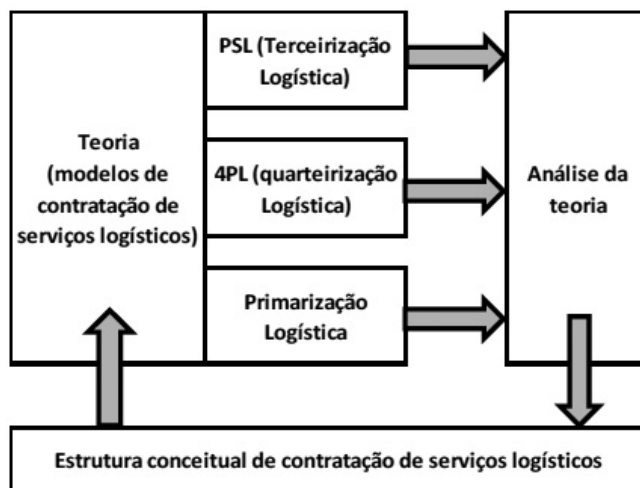 Teoria
(modelos de
contratação de
serviços logísticos)
PSL (Terceirização
Logística)
4PL (quarteirização
Logística)
Primarização
Logística
Análise da
teoria
Estrutura conceitual de contratação de serviços logísticos